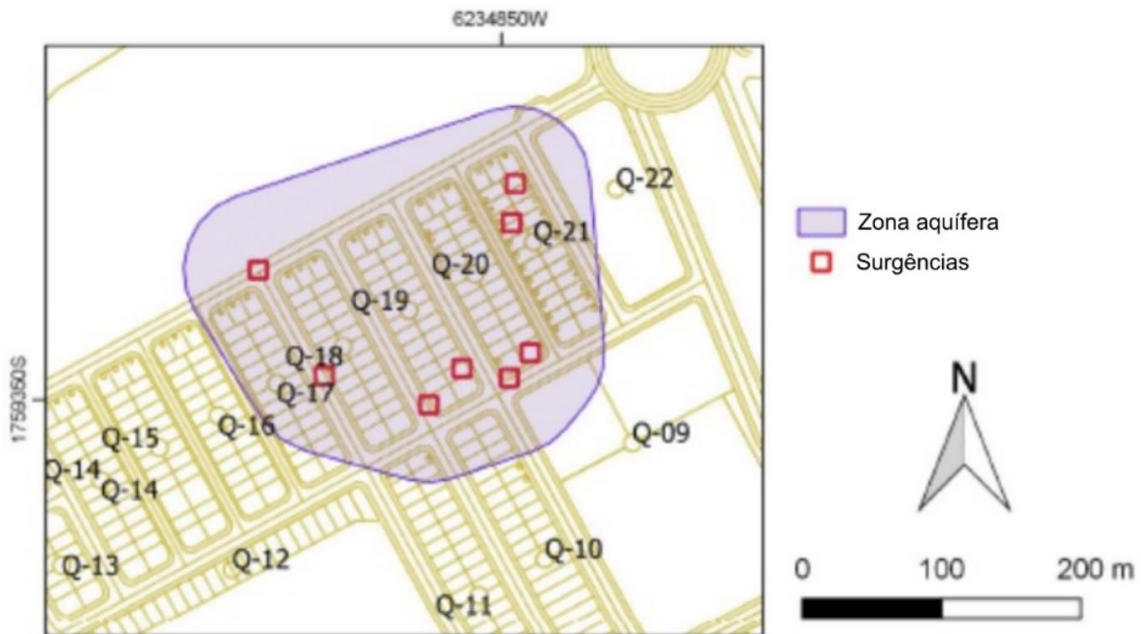 6234850W
1759350S
Q-22
Q-21
Q-20
Q-19
Q-18
Q-17
Q-16
Q-15
Q-14
Q-14
Q-13
Q-12
Q-11
Q-10
Q-09
Zona aquífera
Surgências
N
0 100 200 m